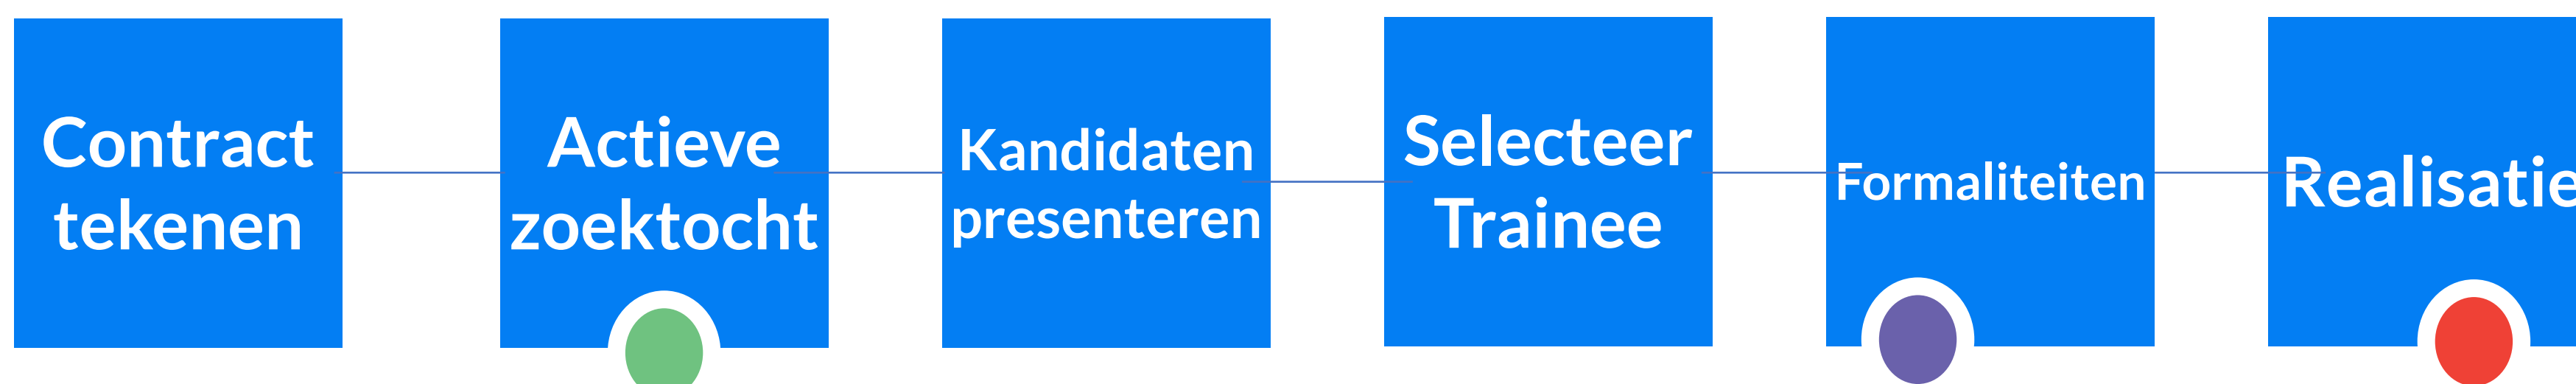 Contract
tekenen
Actieve
zoektocht
Kandidaten
presenteren
Selecteer
Trainee
Formaliteiten
Realisatie